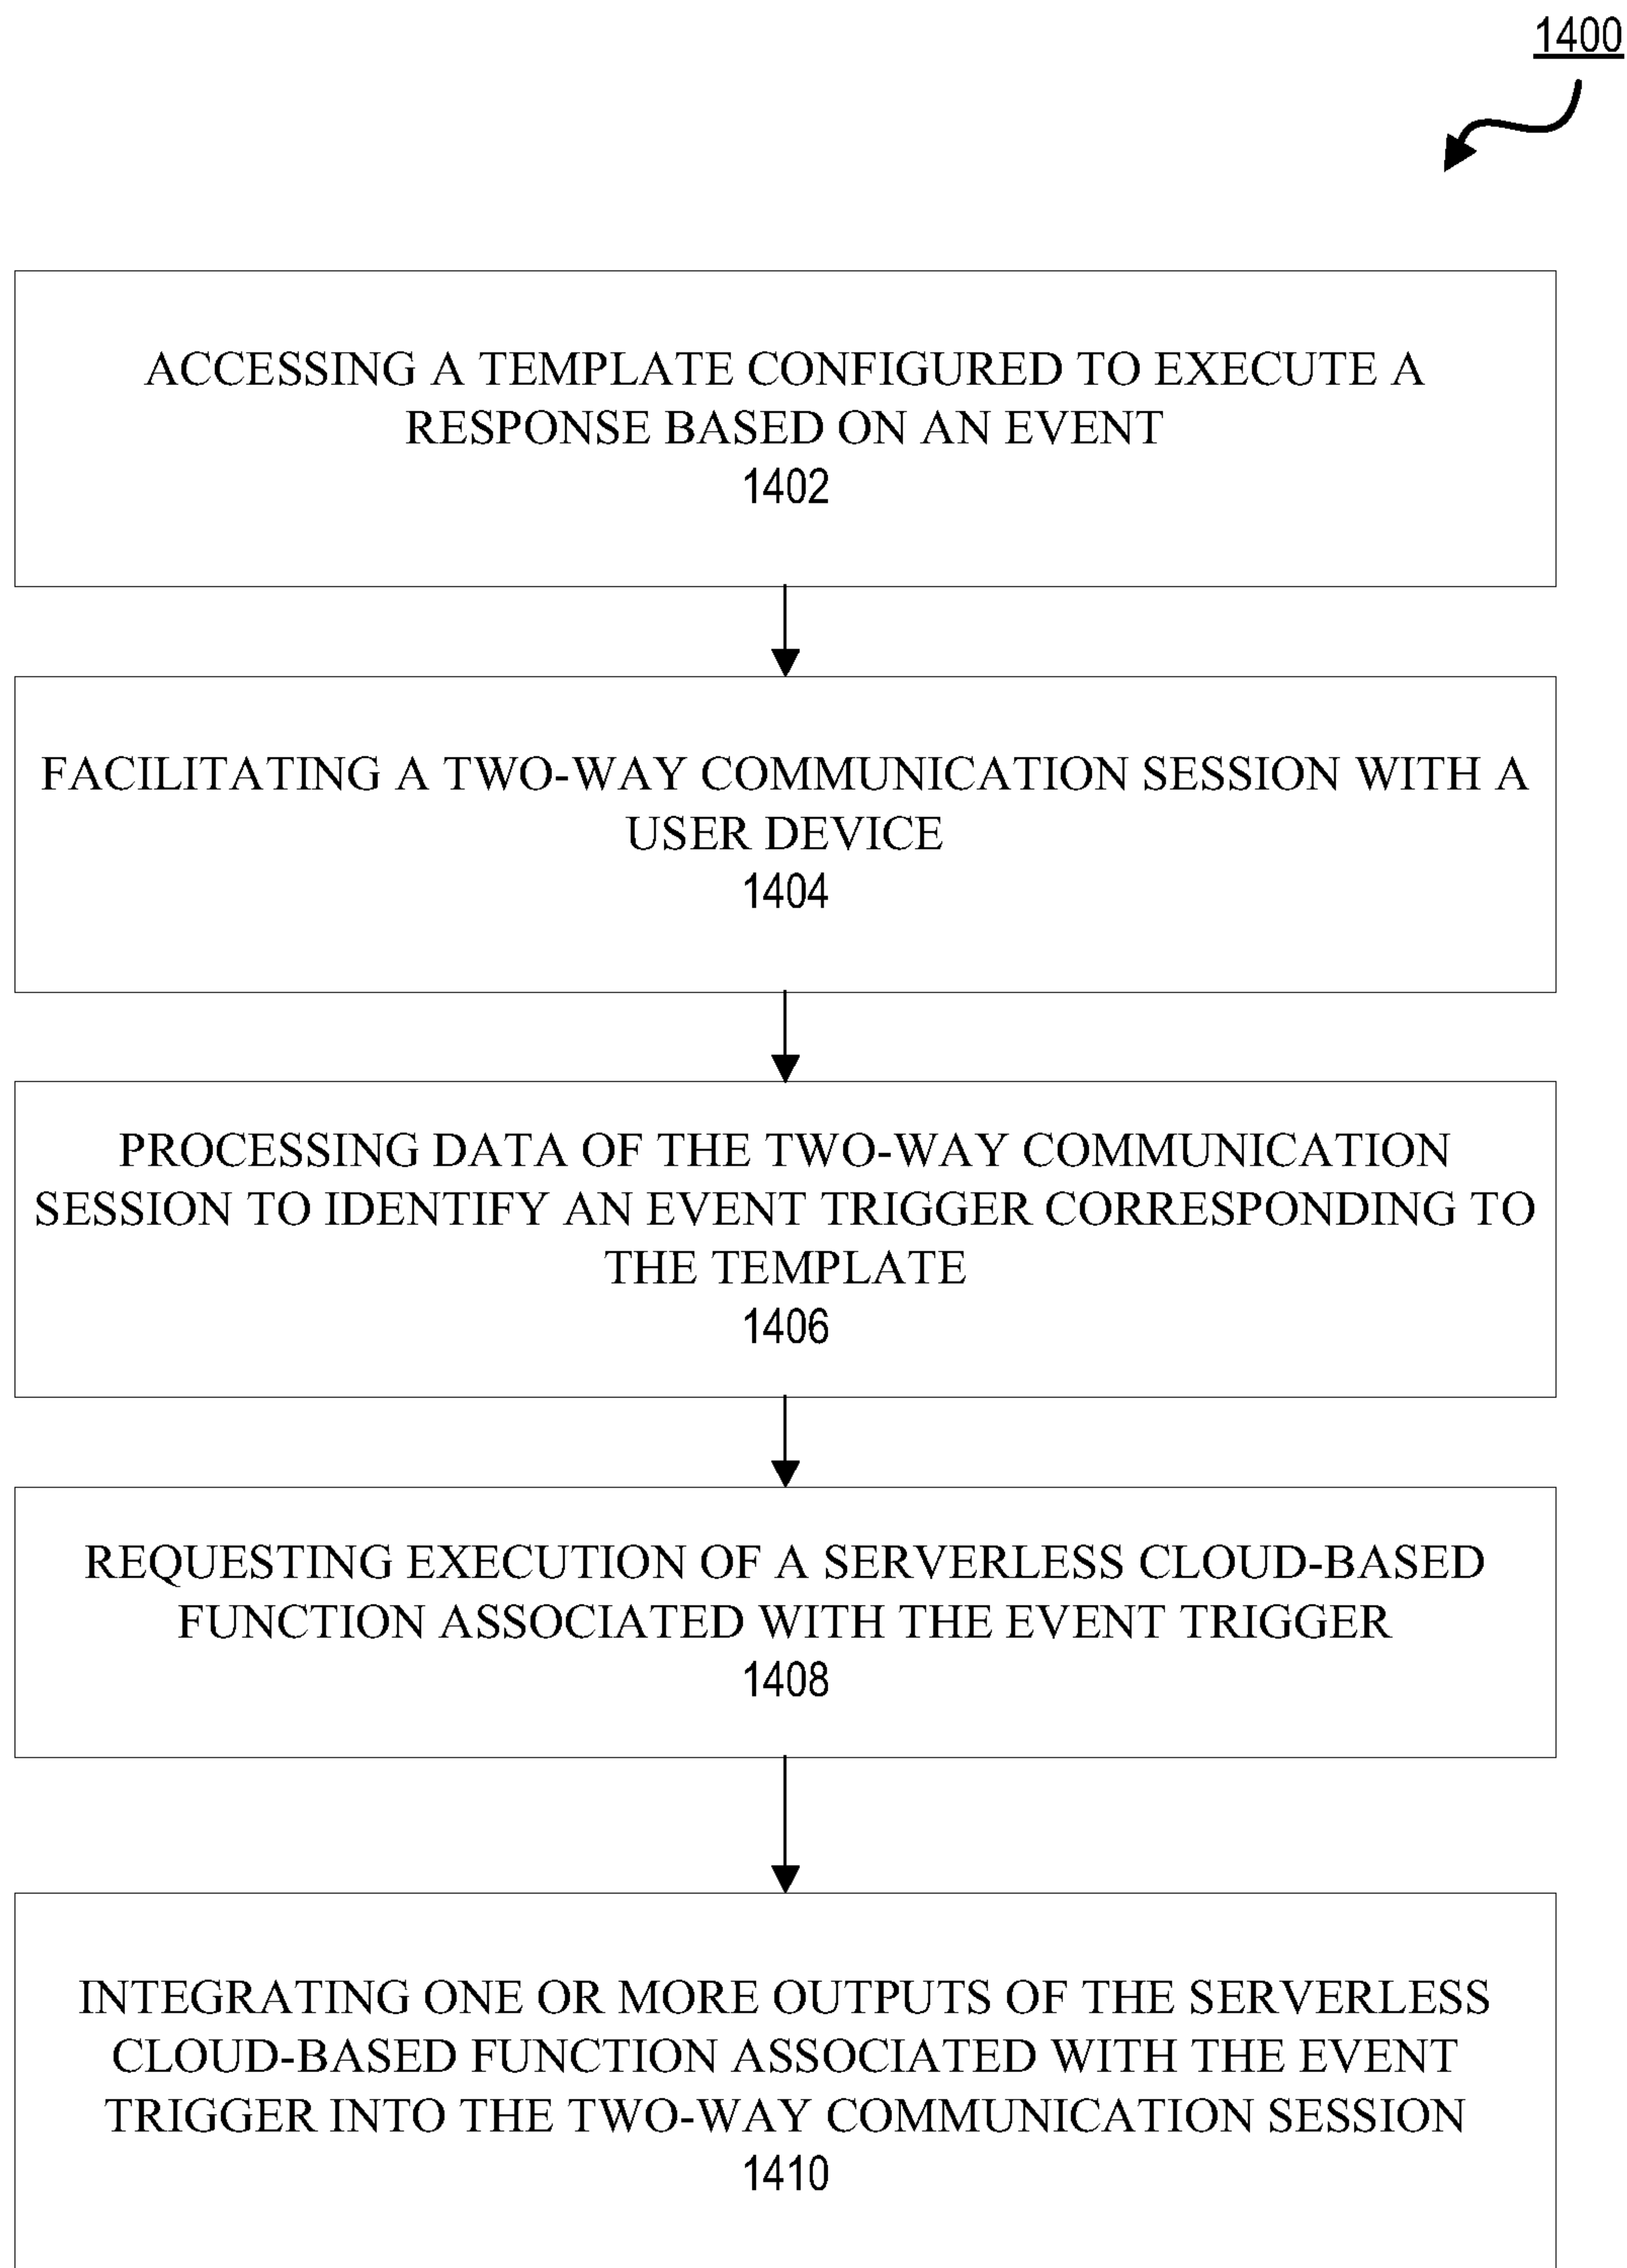 1400
ACCESSING A TEMPLATE CONFIGURED TO EXECUTE A
RESPONSE BASED ON AN EVENT
1402
FACILITATING A TWO-WAY COMMUNICATION SESSION WITH A
USER DEVICE
1404
PROCESSING DATA OF THE TWO-WAY COMMUNICATION
SESSION TO IDENTIFY AN EVENT TRIGGER CORRESPONDING TO
THE TEMPLATE
1406
REQUESTING EXECUTION OF A SERVERLESS CLOUD-BASED
FUNCTION ASSOCIATED WITH THE EVENT TRIGGER
1408
INTEGRATING ONE OR MORE OUTPUTS OF THE SERVERLESS
CLOUD-BASED FUNCTION ASSOCIATED WITH THE EVENT
TRIGGER INTO THE TWO-WAY COMMUNICATION SESSION
1410